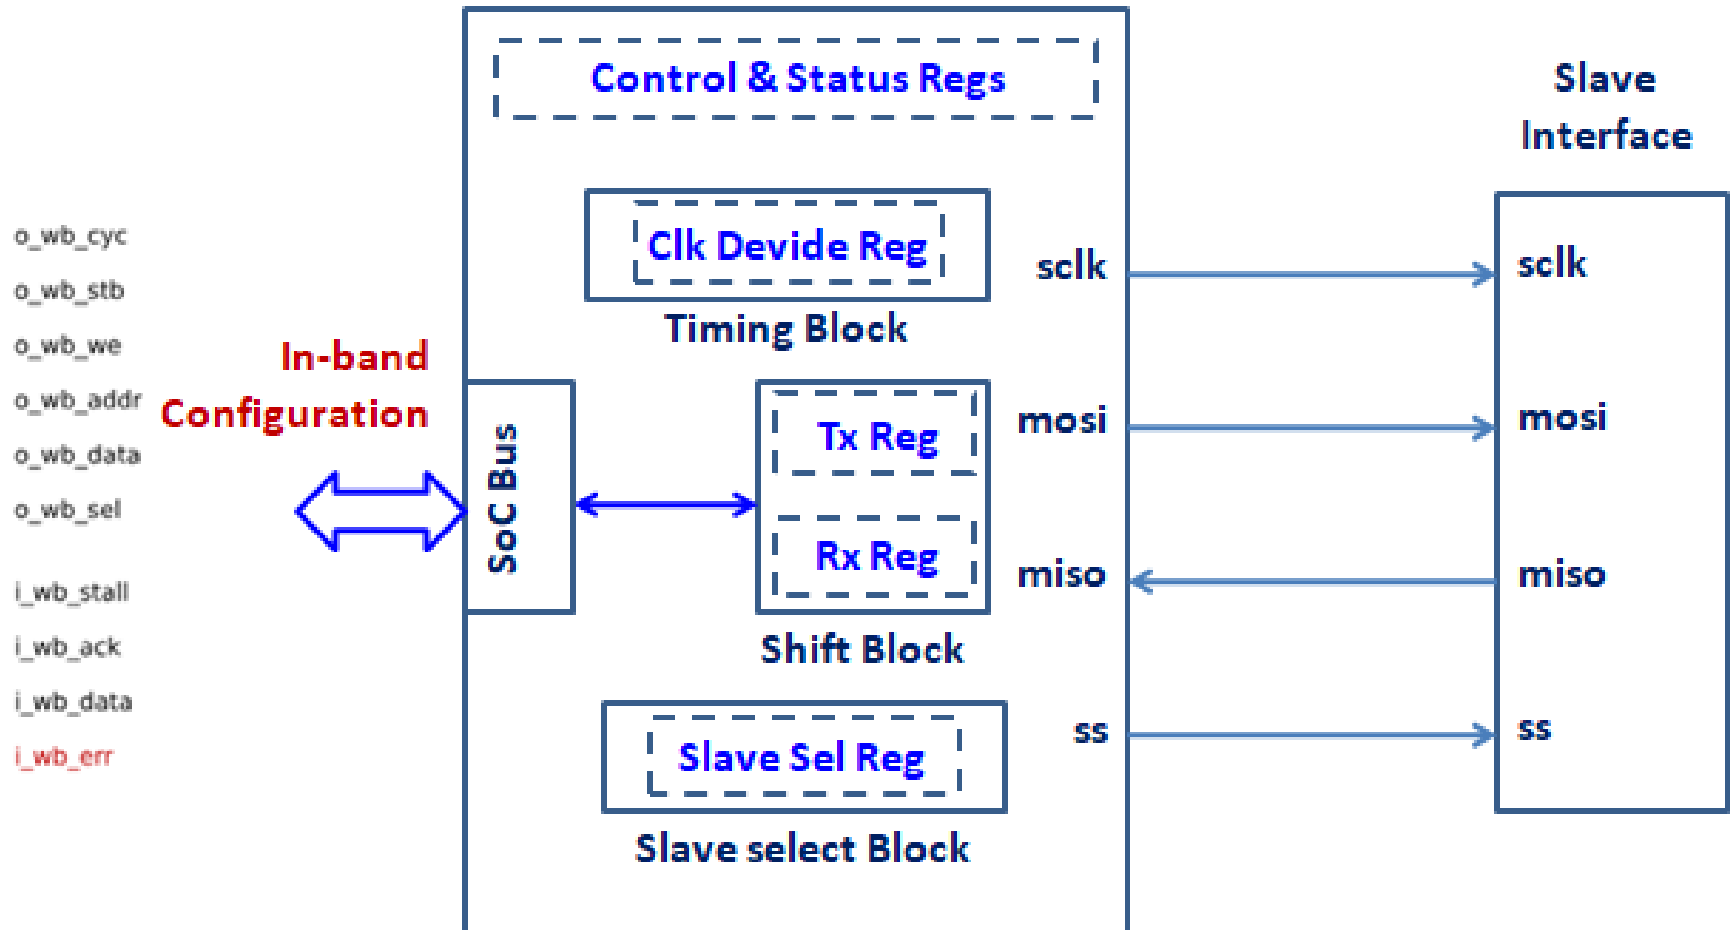 o_wb_cyc
o_wb_stb
o_wb_we
o_wb_addr
o_wb_data
o_wb_sel
i_wb_stall
i_wb_ack
i_wb_data
i_wb_err
In-band
Configuration
SoC Bus
Control & Status Regs
Clk Devide Reg
Timing Block
Tx Reg
Rx Reg
Shift Block
Slave Sel Reg
Slave select Block
sclk
mosi
miso
ss
Slave
Interface
sclk
mosi
miso
ss